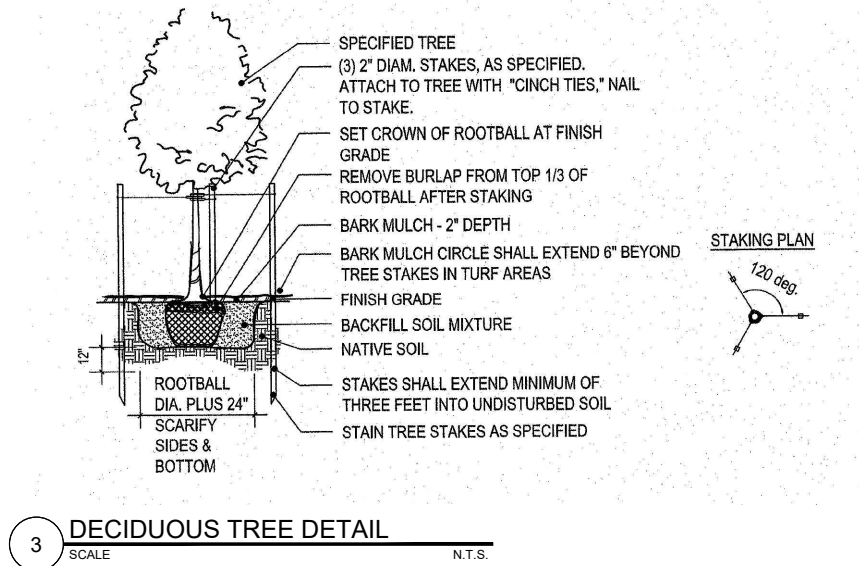 SPECIFIED TREE
(3) 2" DIAM. STAKES, AS SPECIFIED.
ATTACH TO TREE WITH "CINCH TIES," NAIL
TO STAKE.
SET CROWN OF ROOTBALL AT FINISH
GRADE
REMOVE BURLAP FROM TOP 1/3 OF
ROOTBALL AFTER STAKING
BARK MULCH - 2" DEPTH
BARK MULCH CIRCLE SHALL EXTEND 6" BEYOND
TREE STAKES IN TURF AREAS
FINISH GRADE
BACKFILL SOIL MIXTURE
NATIVE SOIL
STAKES SHALL EXTEND MINIMUM OF
THREE FEET INTO UNDISTURBED SOIL
STAIN TREE STAKES AS SPECIFIED
12"
ROOTBALL
DIA. PLUS 24"
SCARIFY
SIDES &
BOTTOM
STAKING PLAN
120 deg.
3
DECIDUOUS TREE DETAIL
SCALE N.T.S.